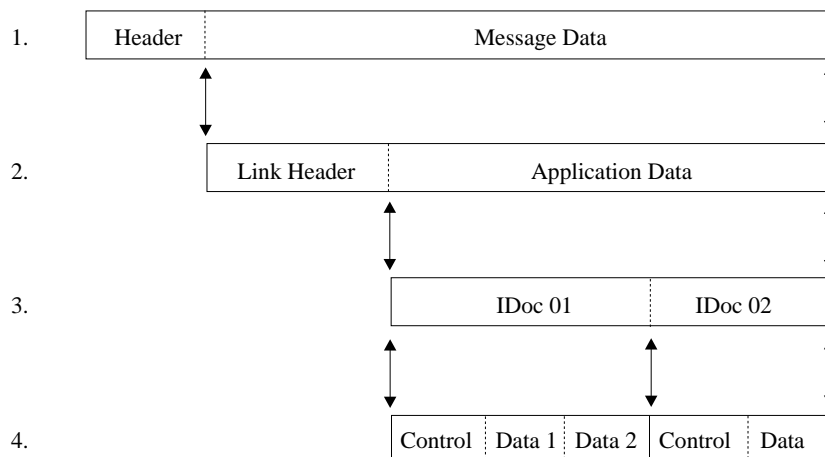 1. Header Message Data
2. Link Header Application Data
3. IDoc 01 IDoc 02
4. Control Data 1 Data 2 Control Data